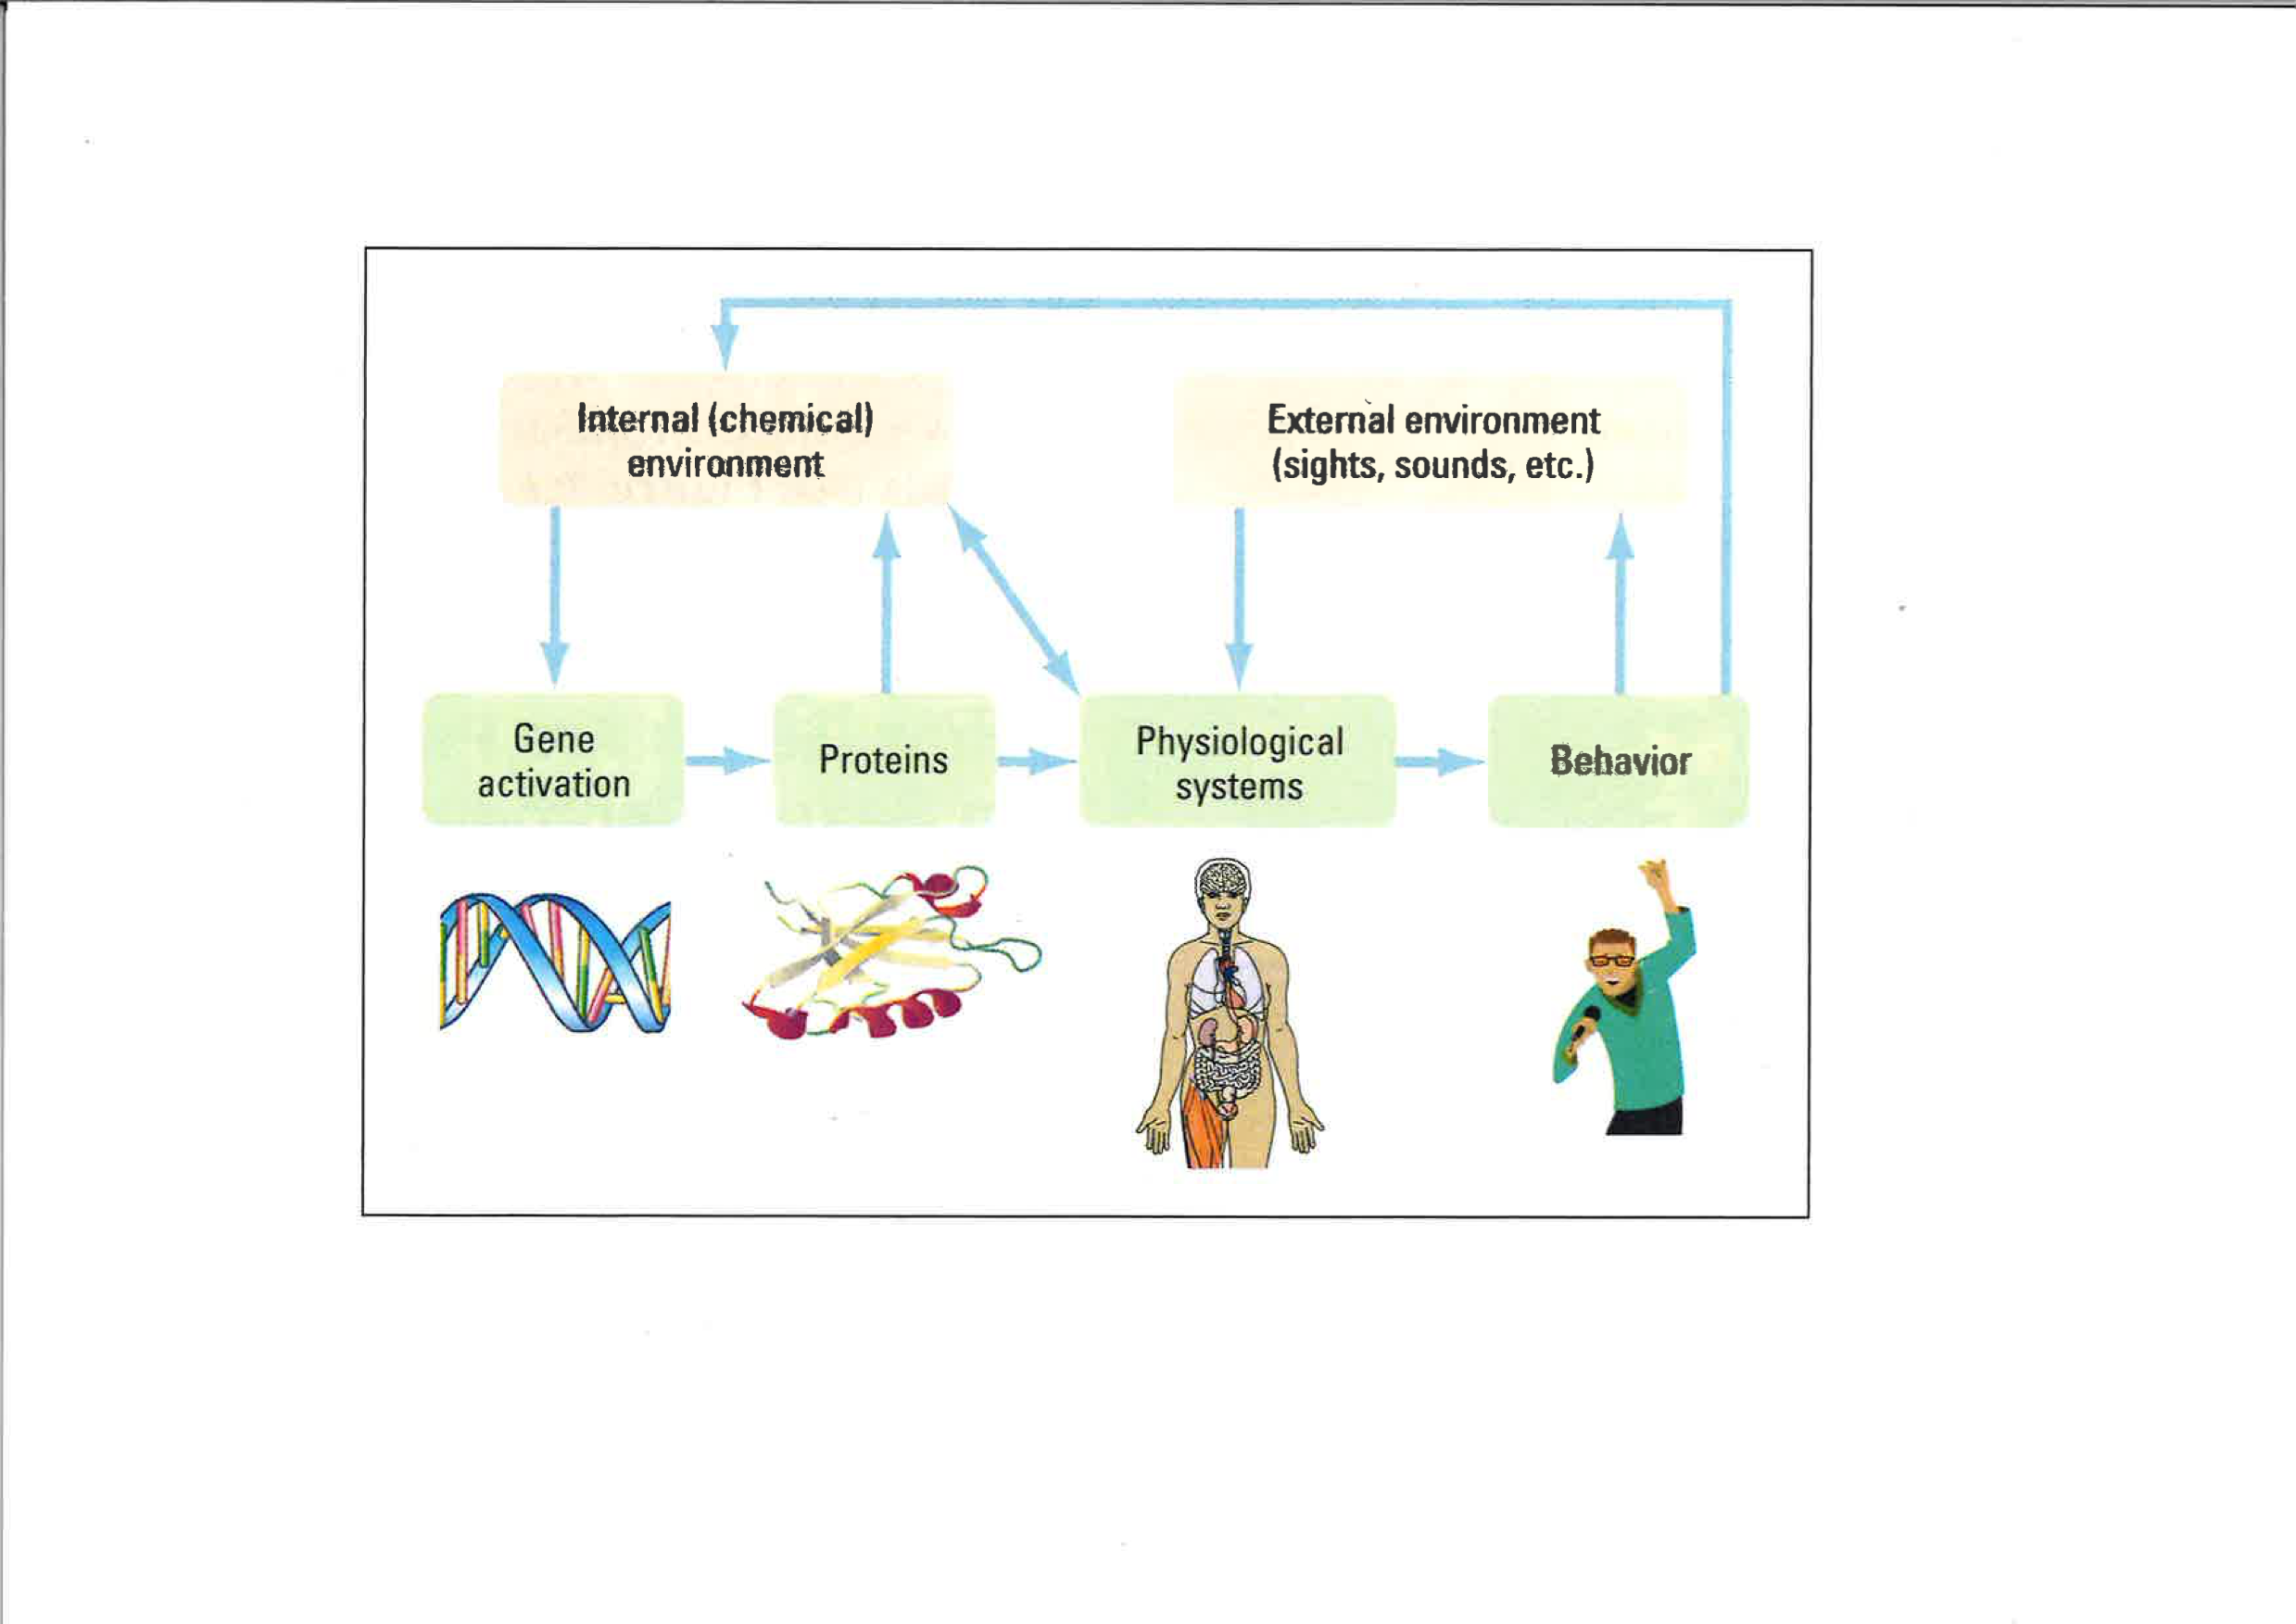 Internal (chemical)
environment
External environment
(sights, sounds, etc.)
Gene
activation
Proteins
Physiological
systems
Behavior